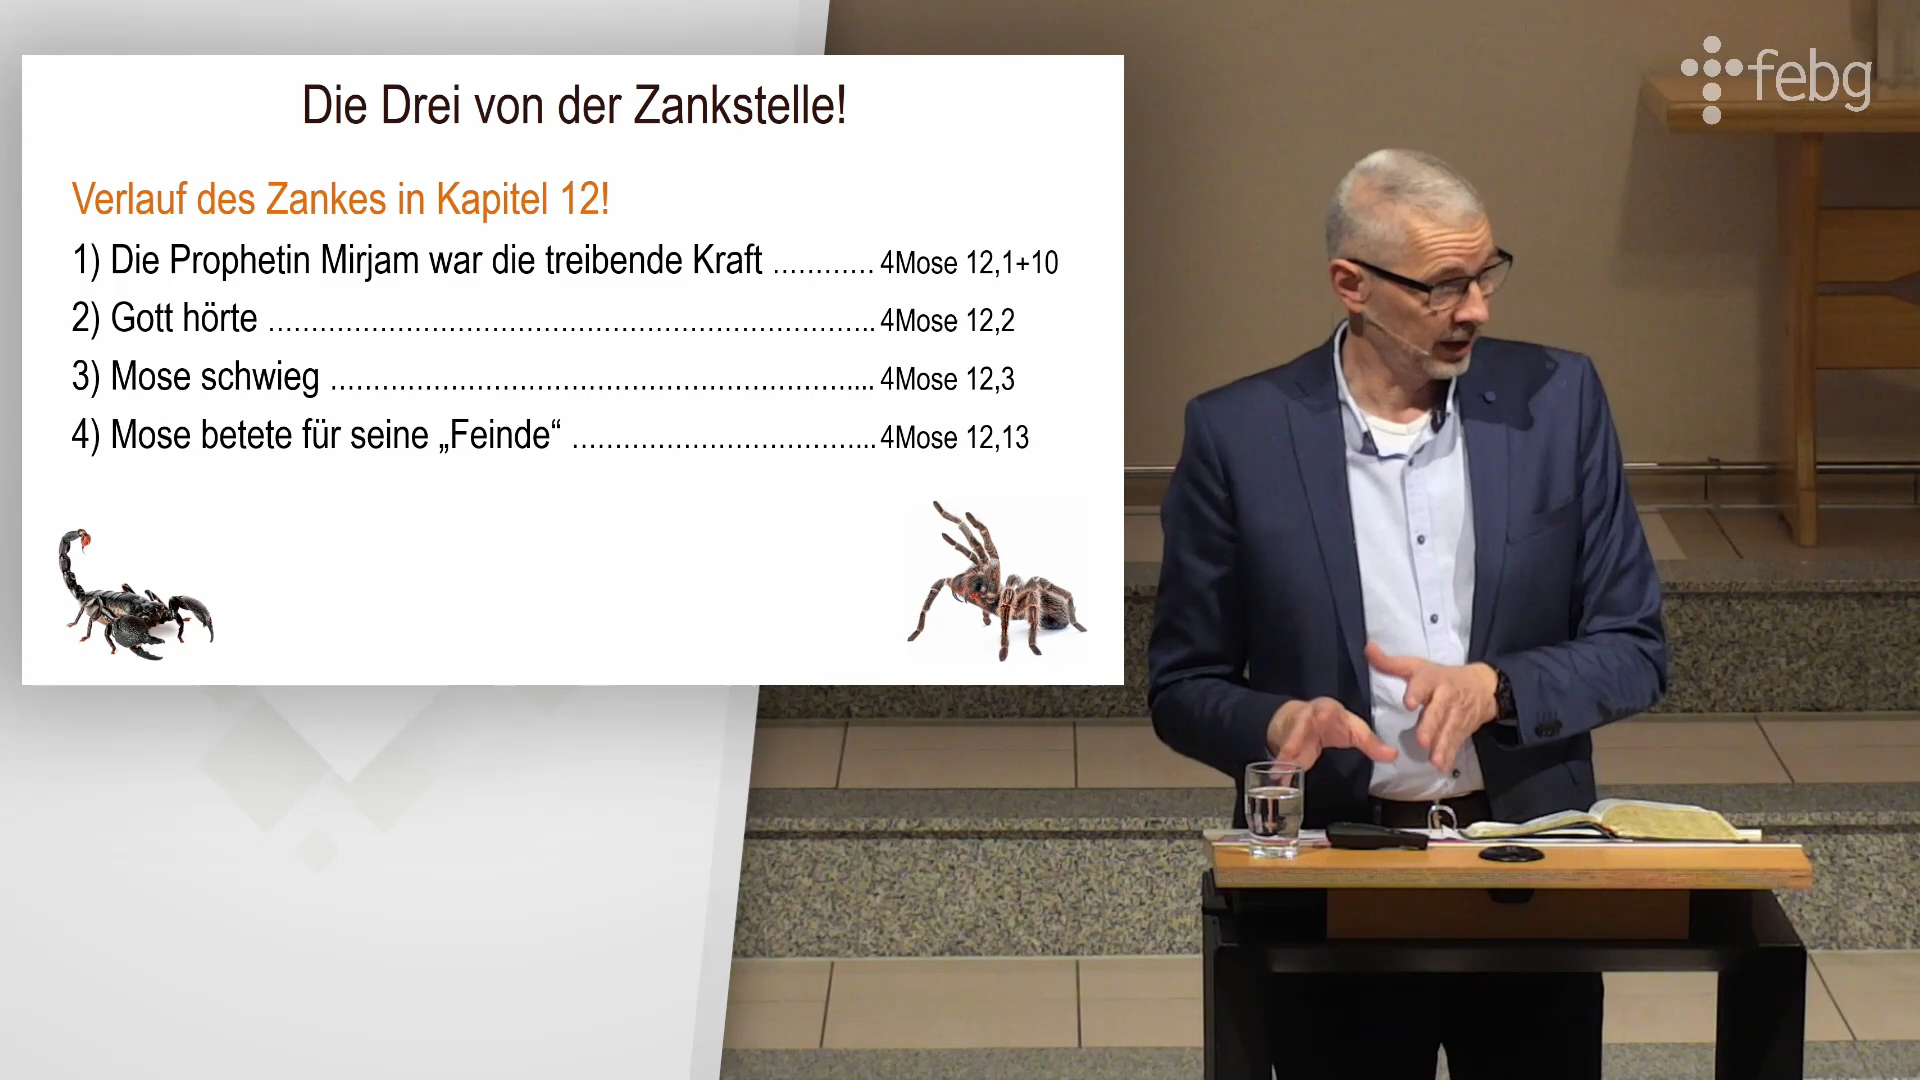 Die Drei von der Zankstelle!
Verlauf des Zankes in Kapitel 12!
1) Die Prophetin Mirjam war die treibende Kraft ............ 4Mose 12,1+10
2) Gott hörte ..................................................................... 4Mose 12,2
3) Mose schwieg ............................................................... 4Mose 12,3
4) Mose betete für seine „Feinde“ ................................... 4Mose 12,13
febg